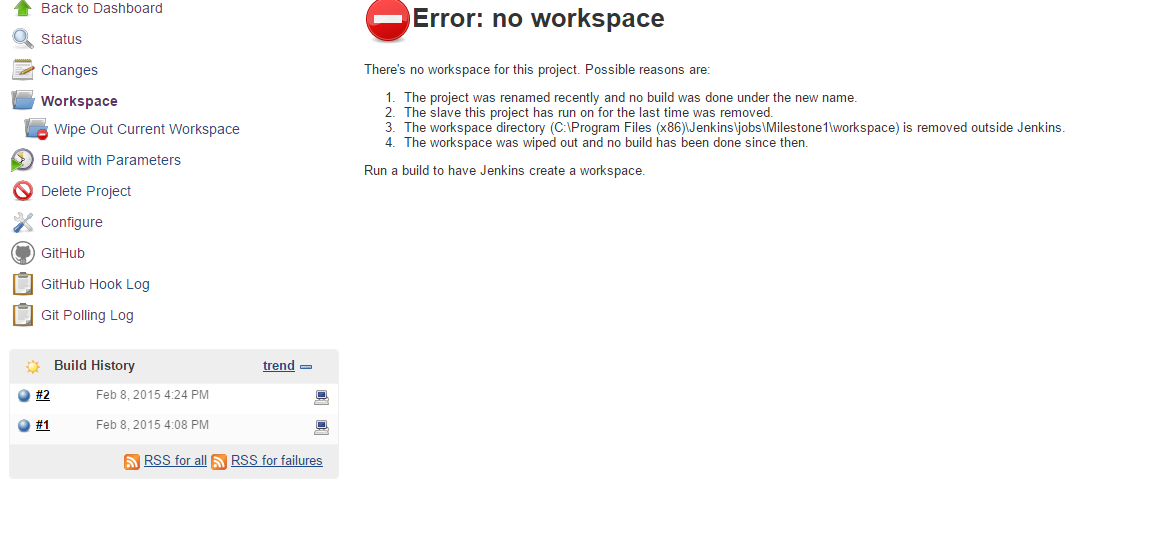 Back to Dashboard
Status
Changes
Workspace
Wipe Out Current Workspace
Build with Parameters
Delete Project
Configure
GitHub
GitHub Hook Log
Git Polling Log
Build History trend
#2 Feb 8, 2015 4:24 PM
#1 Feb 8, 2015 4:08 PM
RSS for all RSS for failures
Error: no workspace
There's no workspace for this project. Possible reasons are:
1. The project was renamed recently and no build was done under the new name.
2. The slave this project has run on for the last time was removed.
3. The workspace directory (C:\Program Files (x86)\Jenkins\jobs\Milestone1\workspace) is removed outside Jenkins.
4. The workspace was wiped out and no build has been done since then.
Run a build to have Jenkins create a workspace.